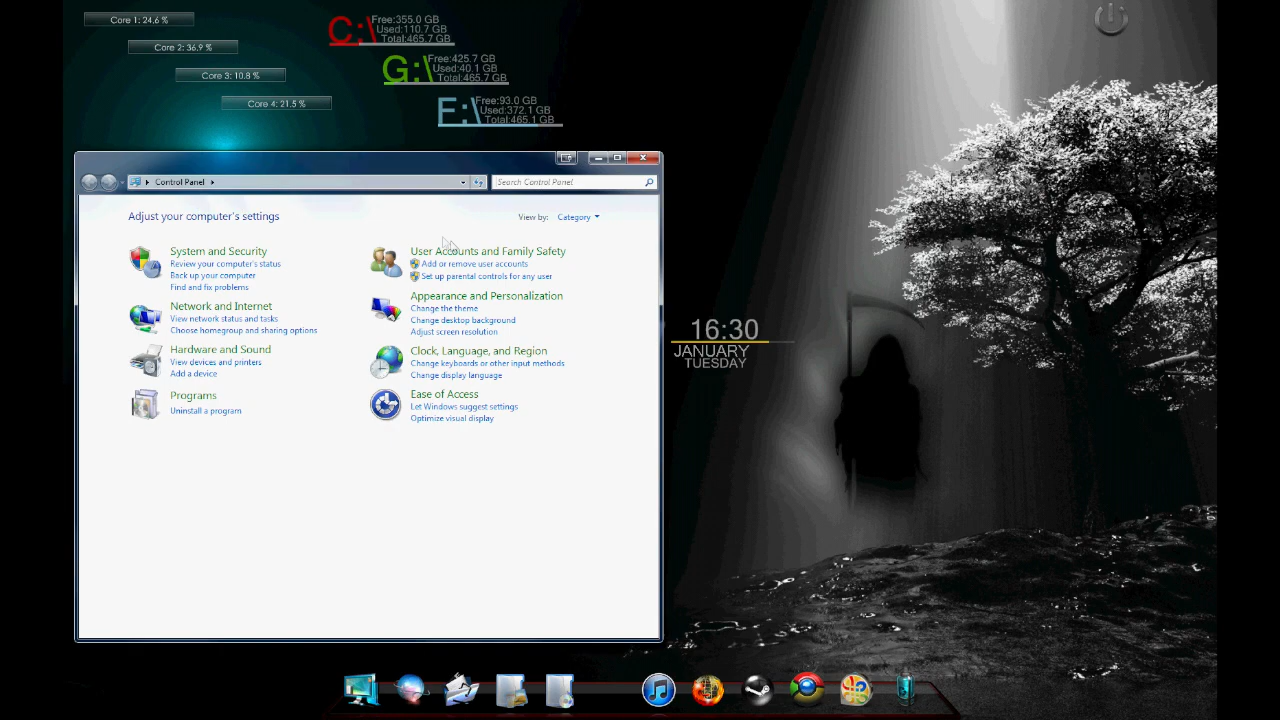 Core 1: 24.6 %
Core 2: 36.9 %
Core 3: 10.8 %
Core 4: 21.5 %
C:\
Free:355.0 GB
Used:110.7 GB
Total:465.7 GB
G:\
Free:425.7 GB
Used:40.1 GB
Total:465.7 GB
F:\
Free:93.0 GB
Used:372.1 GB
Total:465.1 GB
Control Panel
Search Control Panel
Adjust your computer's settings
View by: Category
System and Security
Review your computer's status
Back up your computer
Find and fix problems
Network and Internet
View network status and tasks
Choose homegroup and sharing options
Hardware and Sound
View devices and printers
Add a device
Programs
Uninstall a program
User Accounts and Family Safety
Add or remove user accounts
Set up parental controls for any user
Appearance and Personalization
Change the theme
Change desktop background
Adjust screen resolution
Clock, Language, and Region
Change keyboards or other input methods
Change display language
Ease of Access
Let Windows suggest settings
Optimize visual display
16:30
JANUARY
TUESDAY